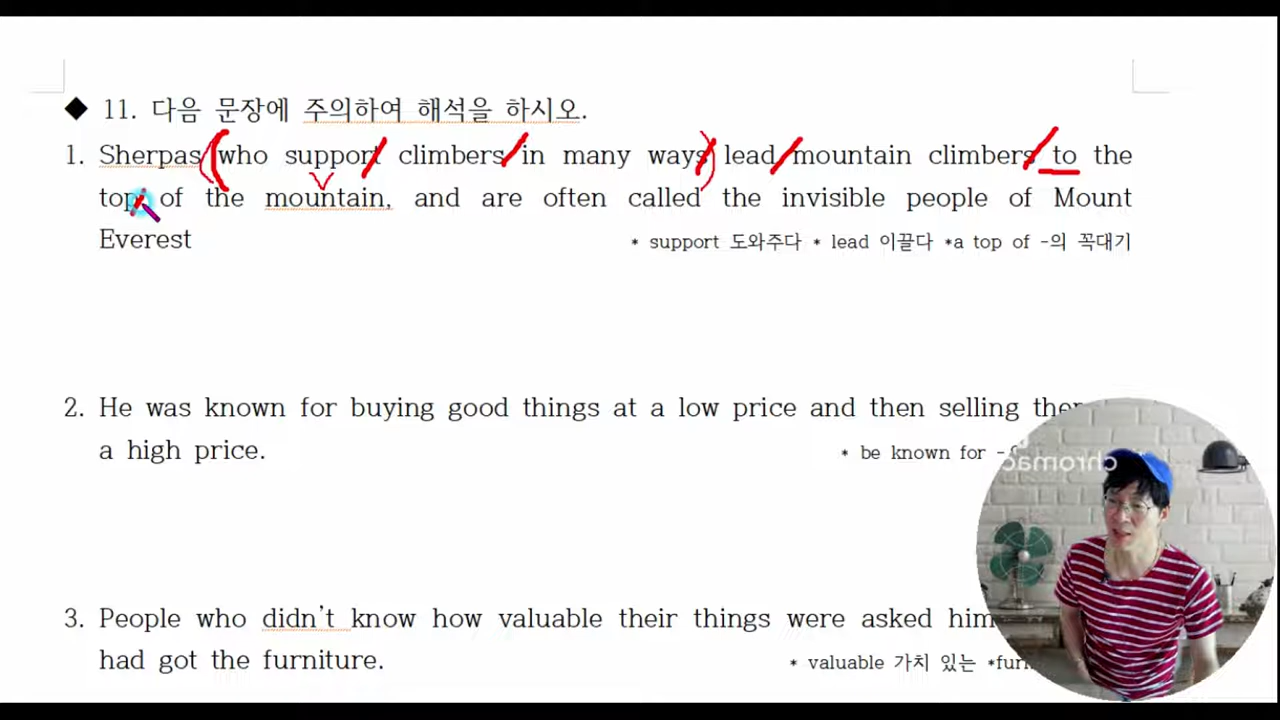 ◆ 11. 다음 문장에 주의하여 해석을 하시오.
1. Sherpas who support climbers in many ways lead mountain climbers to the
top of the mountain, and are often called the invisible people of Mount
Everest
* support 도와주다 * lead 이끌다 *a top of -의 꼭대기
2. He was known for buying good things at a low price and then selling
a high price.
* be known for -
3. People who didn't know how valuable their things were asked him
had got the furniture.
* valuable 가치 있는